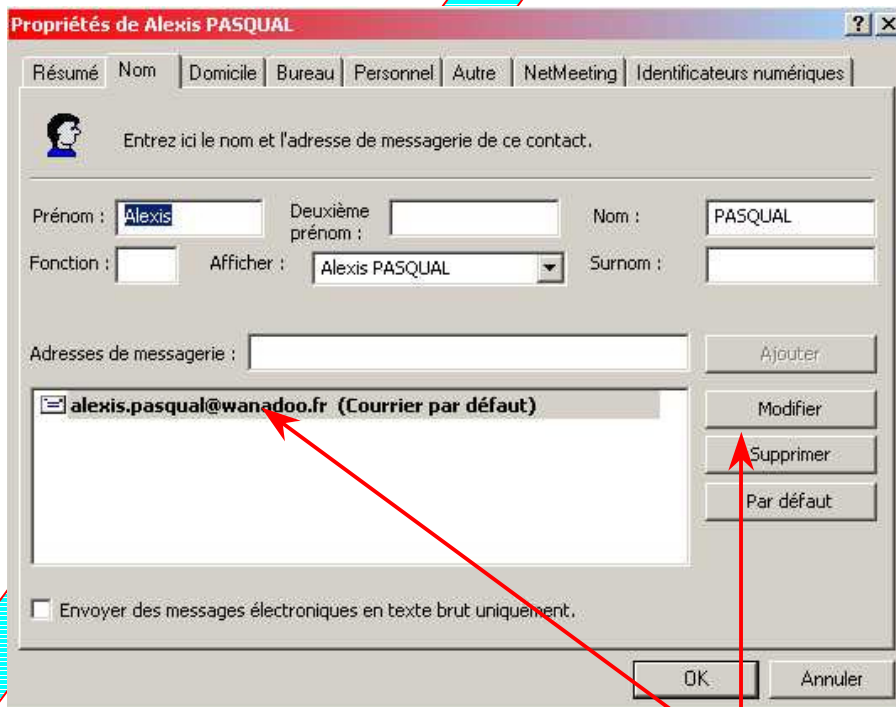 Propriétés de Alexis PASQUAL
? X
Résumé Nom Domicile Bureau Personnel Autre NetMeeting Identificateurs numériques
Entrez ici le nom et l'adresse de messagerie de ce contact.
Prénom : Alexis Deuxième prénom : Nom : PASQUAL
Fonction : Afficher : Alexis PASQUAL Surnom :
Adresses de messagerie : Ajouter
alexis.pasqual@wanadoo.fr (Courrier par défaut) Modifier
Supprimer
Par défaut
Envoyer des messages électroniques en texte brut uniquement.
OK Annuler